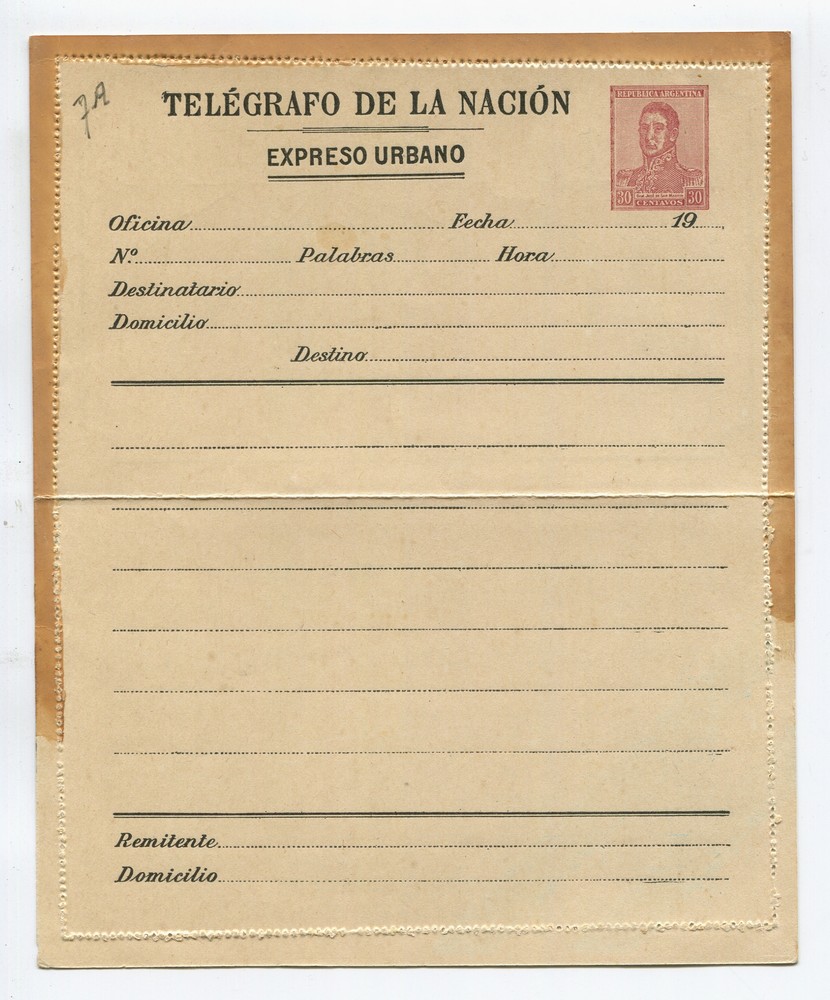 7A
TELÉGRAFO DE LA NACIÓN
EXPRESO URBANO
REPUBLICA ARGENTINA
30 CENTAVOS 30
Oficina Fecha 19
N.º Palabras Hora
Destinatario
Domicilio
Destino
Remitente
Domicilio